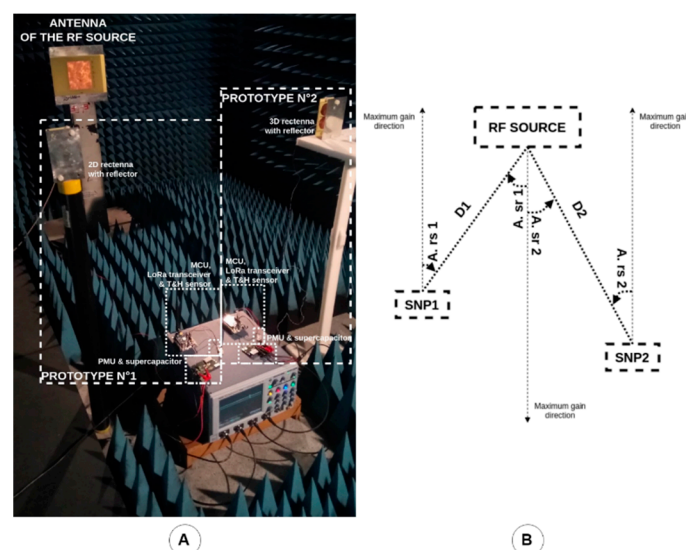 ANTENNA
OF THE RF SOURCE
PROTOTYPE N°2
3D rectenna
with reflector
2D rectenna
with reflector
MCU,
LoRa transceiver
& T&H sensor
MCU,
LoRa transceiver
& T&H sensor
PMU & supercapacitor
PMU & supercapacitor
PROTOTYPE N°1
A
Maximum gain
direction
RF SOURCE
Maximum gain
direction
D1
A. sr 1
A. sr 2
D2
A. rs 1
A. rs 2
SNP1
SNP2
Maximum gain
direction
B